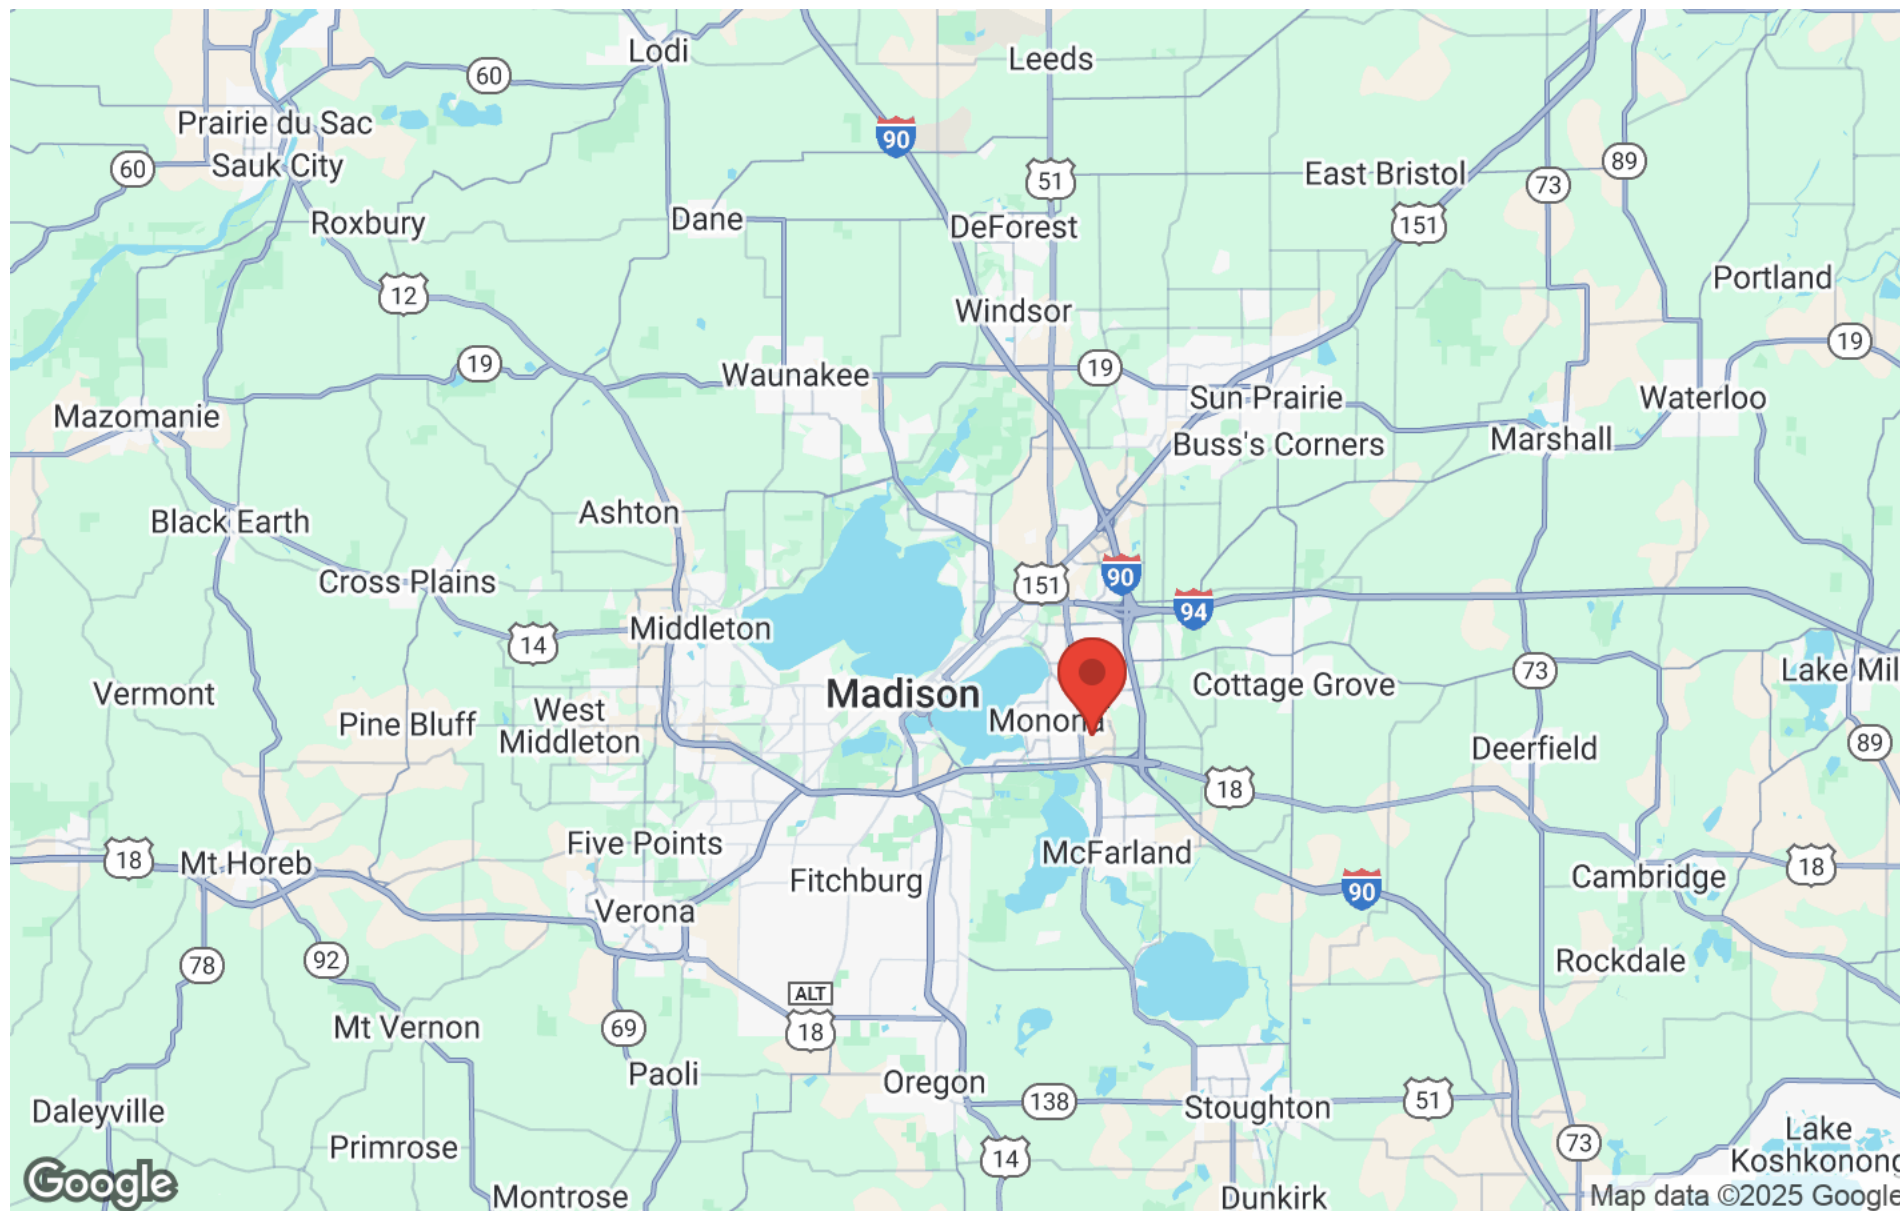 Lodi
Leeds
60
90
Prairie du Sac
Sauk City
60
51
East Bristol
73
89
Roxbury
Dane
DeForest
151
12
Windsor
Portland
19
Waunakee
19
19
Mazomanie
Sun Prairie
Waterloo
Buss's Corners
Marshall
Black Earth
Ashton
Cross Plains
151
90
94
14
Middleton
Vermont
Madison
Cottage Grove
73
Lake Mil
Pine Bluff
West
Middleton
Monona
Deerfield
89
18
18
Mt Horeb
Five Points
Fitchburg
McFarland
90
Cambridge
18
Verona
78
92
Rockdale
ALT
18
69
Mt Vernon
Paoli
Oregon
138
Stoughton
51
Daleyville
Primrose
14
73
Lake
Koshkonong
Google
Montrose
Dunkirk
Map data ©2025 Google